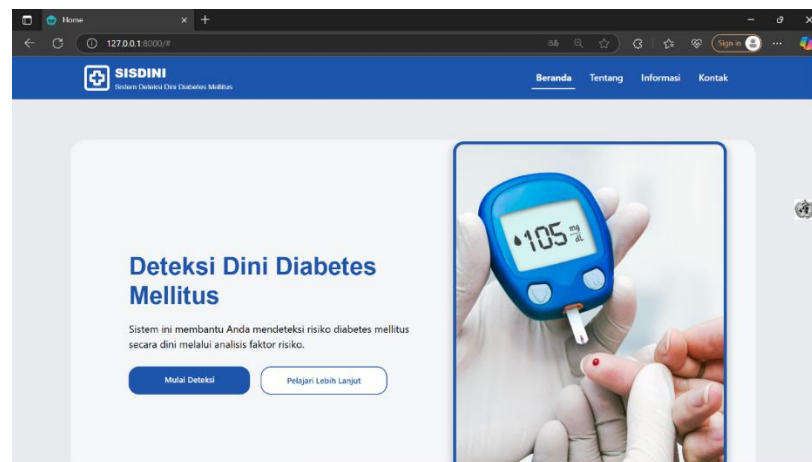 Home
127.0.0.1:8000/#
Sign in
SISDINI
Sistem Deteksi Dini Diabetes Mellitus
Beranda Tentang Informasi Kontak
105 mg/dL
Deteksi Dini Diabetes
Mellitus
Sistem ini membantu Anda mendeteksi risiko diabetes mellitus
secara dini melalui analisis faktor risiko.
Mulai Deteksi Pelajari Lebih Lanjut